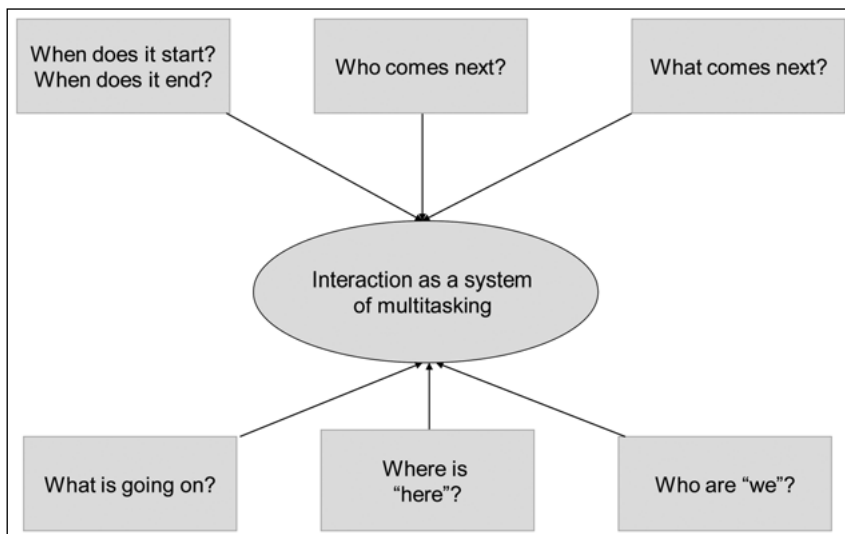 When does it start?
When does it end?
Who comes next?
What comes next?
Interaction as a system
of multitasking
What is going on?
Where is
“here”?
Who are “we”?